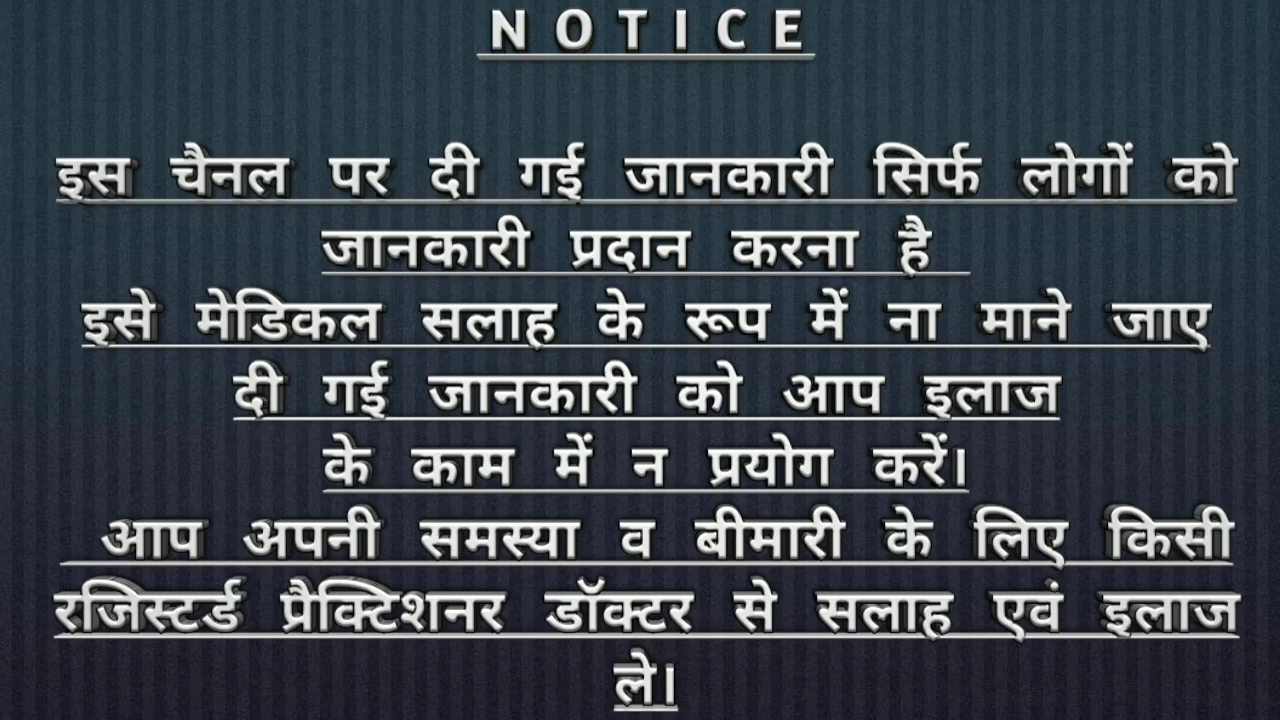 NOTICE
इस चैनल पर दी गई जानकारी सिर्फ लोगों को
जानकारी प्रदान करना है
इसे मेडिकल सलाह के रूप में ना माने जाए
दी गई जानकारी को आप इलाज
के काम में न प्रयोग करें।
आप अपनी समस्या व बीमारी के लिए किसी
रजिस्टर्ड प्रैक्टिशनर डॉक्टर से सलाह एवं इलाज
ले।